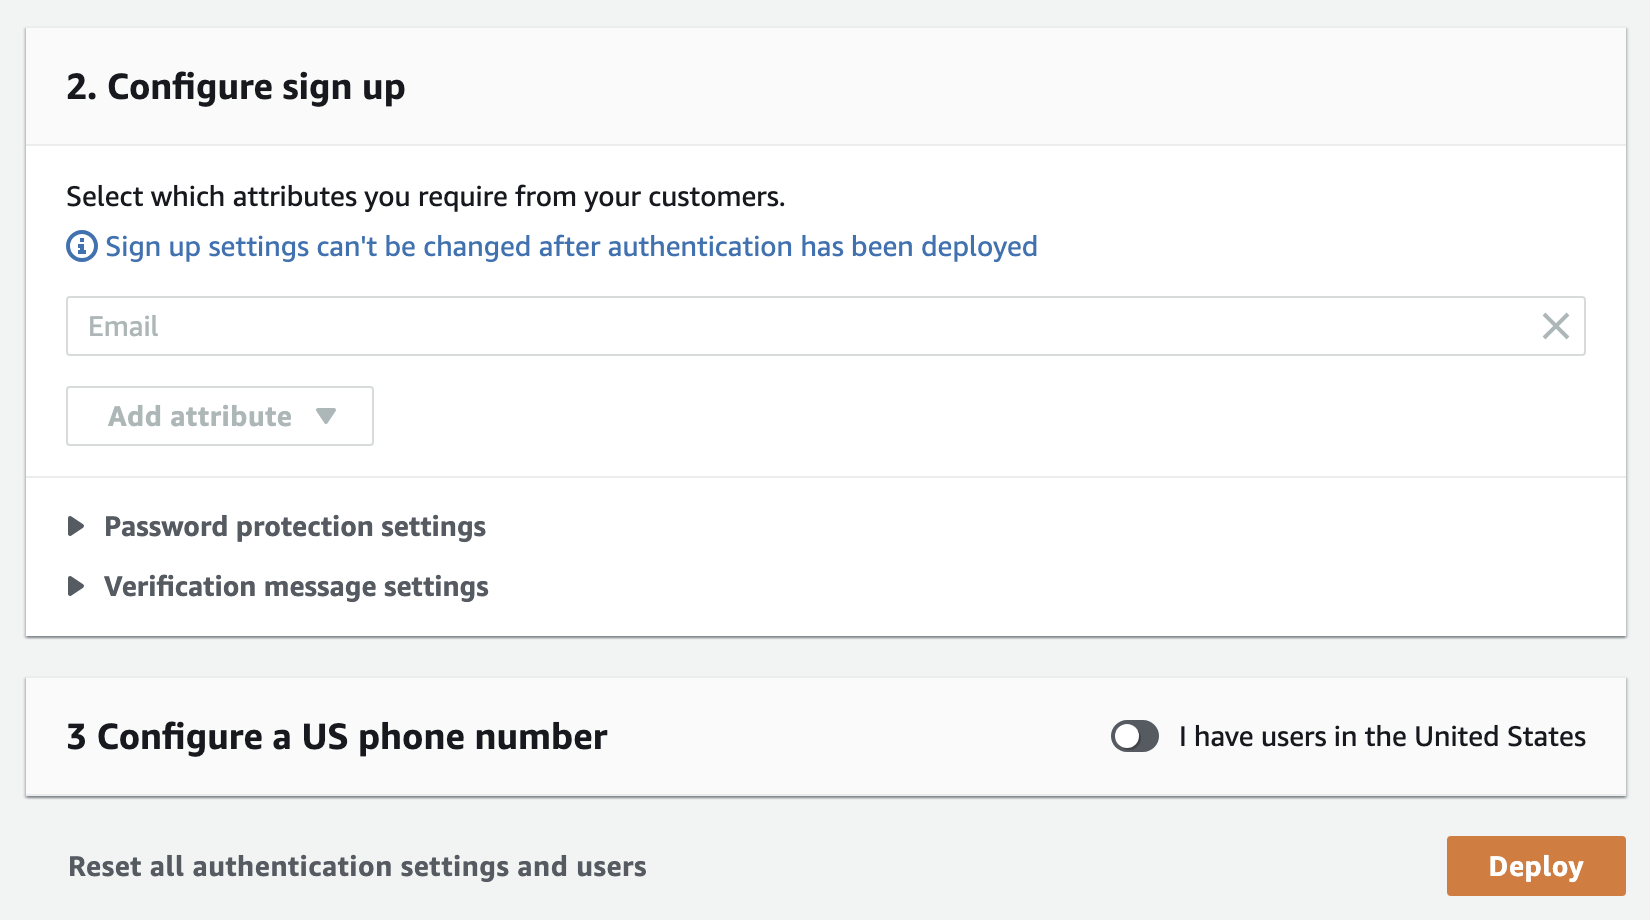 2. Configure sign up
Select which attributes you require from your customers.
Sign up settings can't be changed after authentication has been deployed
Email
Add attribute
Password protection settings
Verification message settings
3 Configure a US phone number
I have users in the United States
Reset all authentication settings and users
Deploy